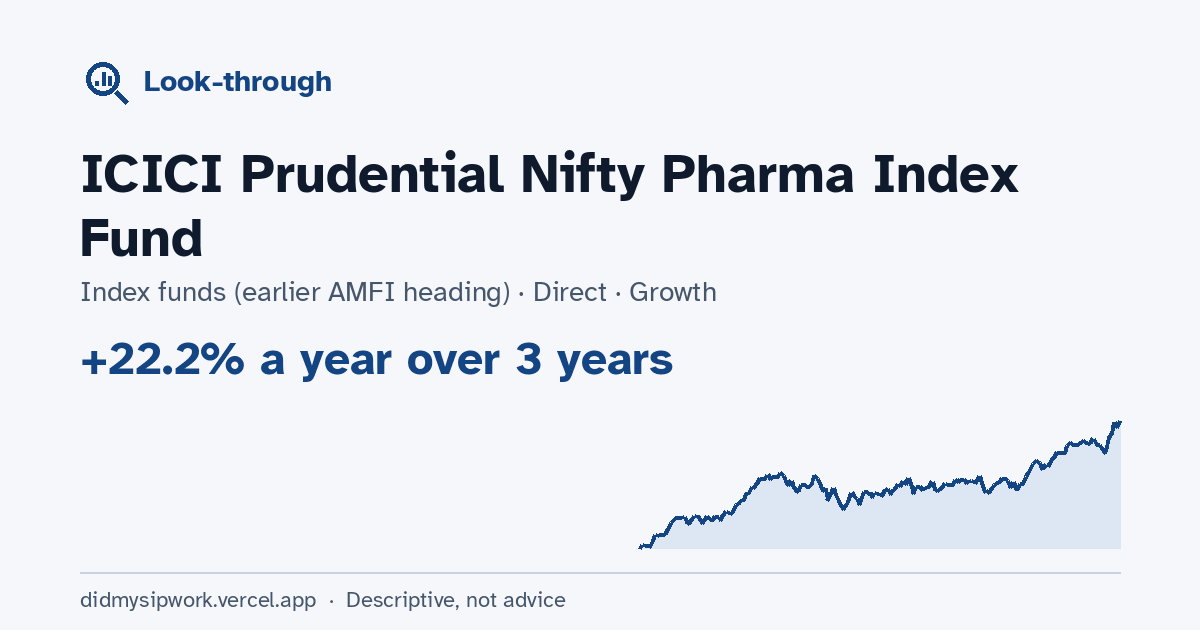 Look-through
ICICI Prudential Nifty Pharma Index
Fund
Index funds (earlier AMFI heading) · Direct · Growth
+22.2% a year over 3 years
didmysipwork.vercel.app · Descriptive, not advice